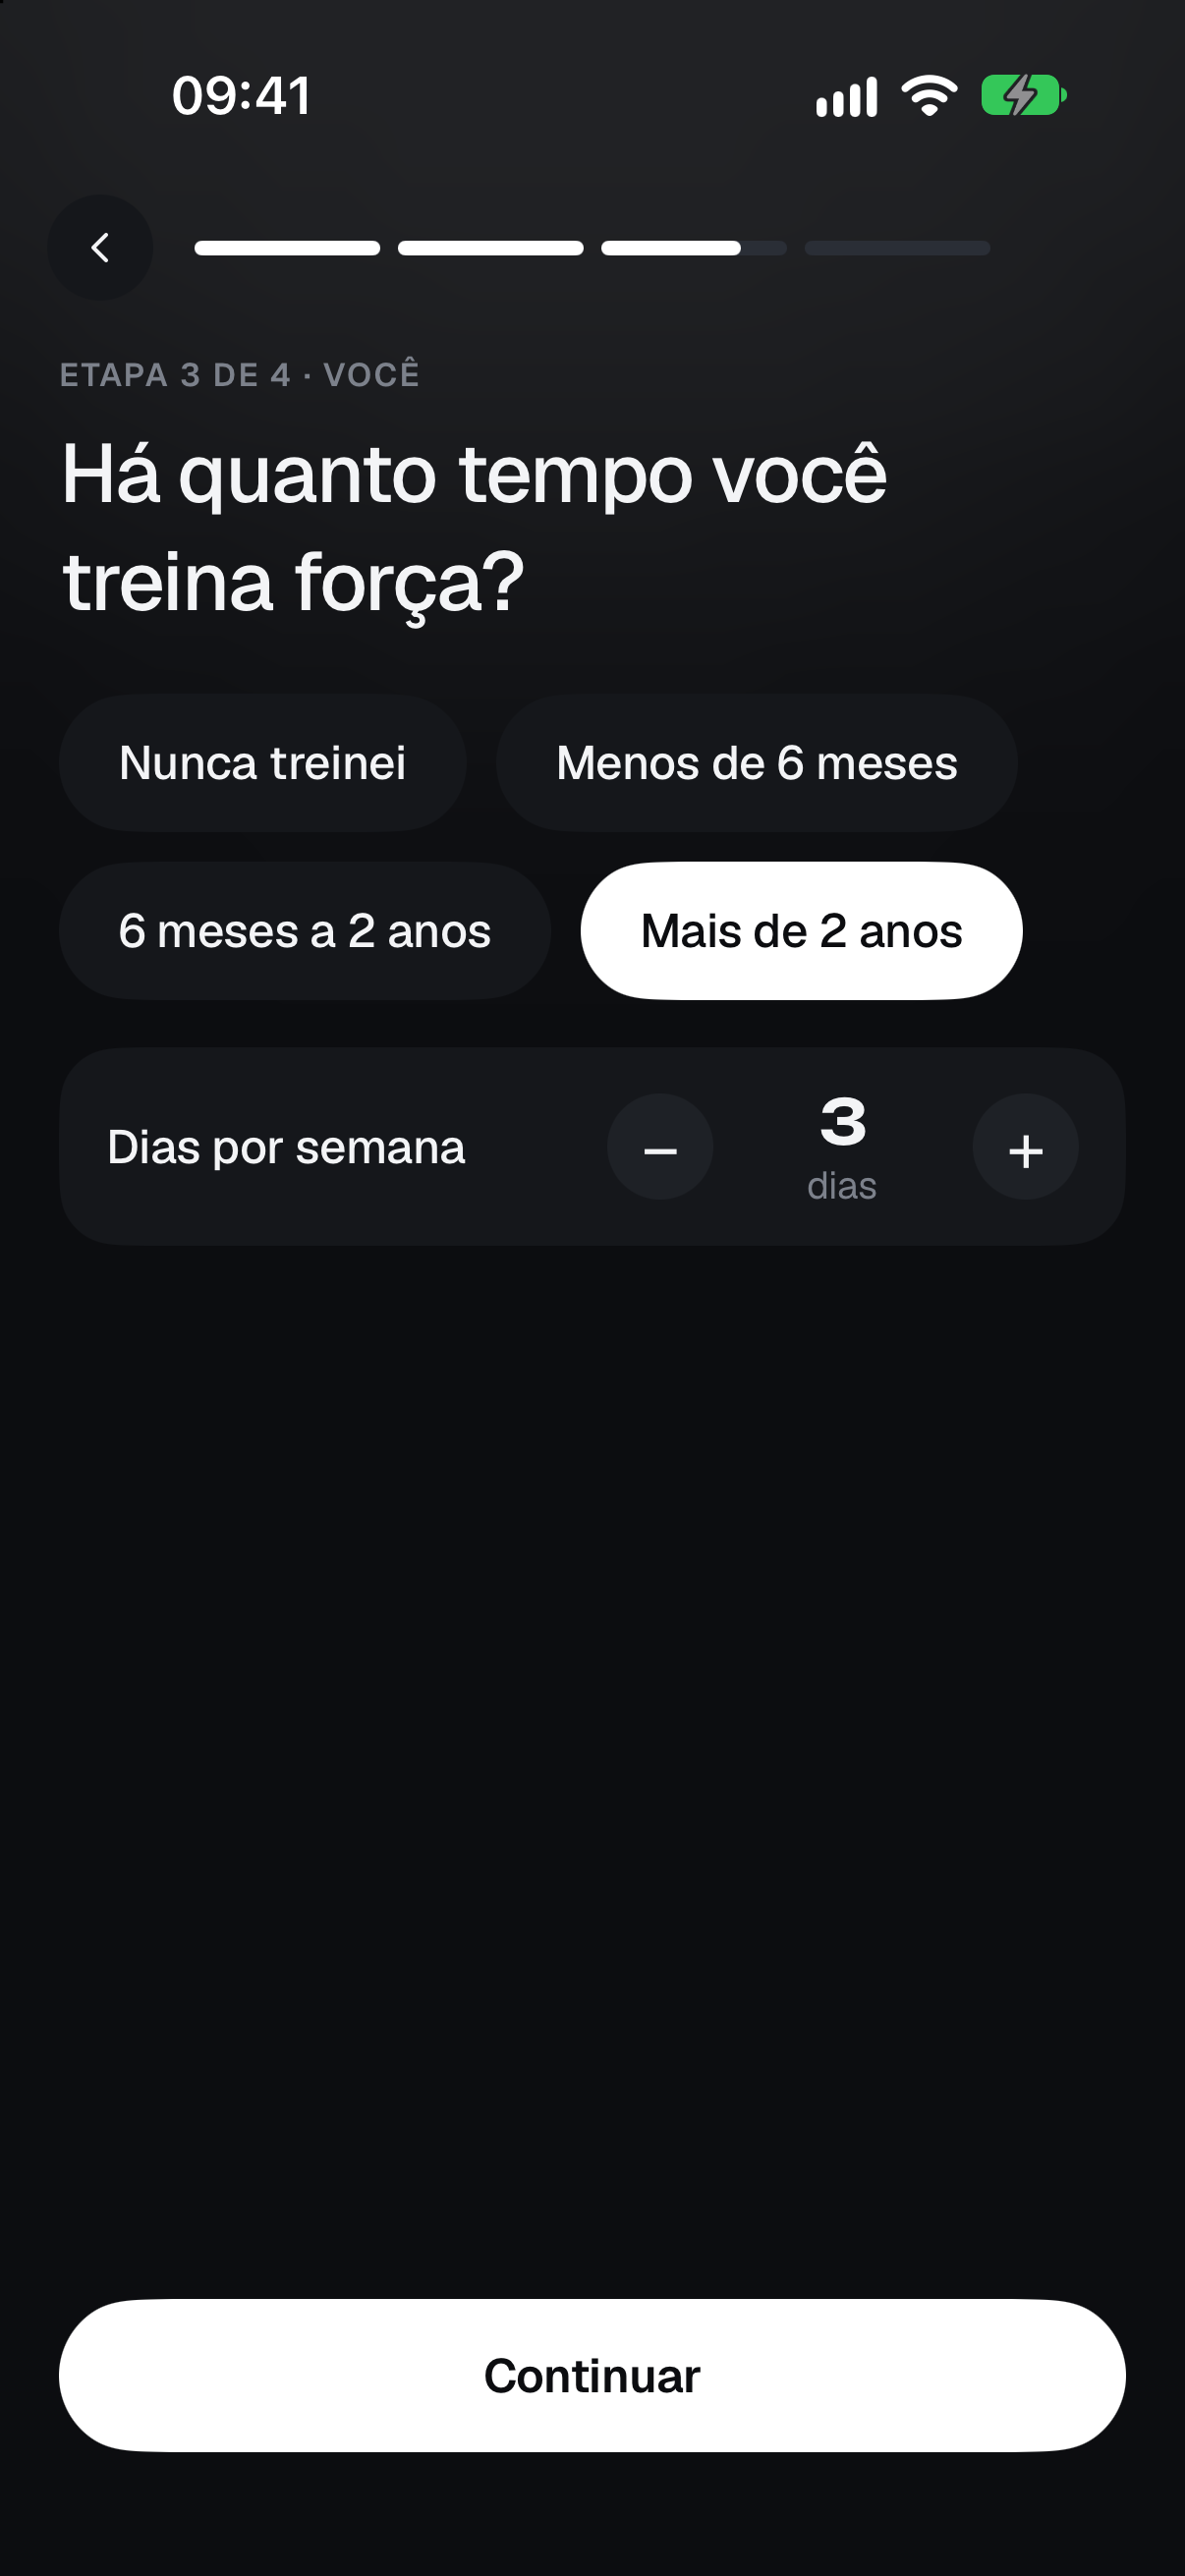 09:41
ETAPA 3 DE 4 · VOCÊ
Há quanto tempo você
treina força?
Nunca treinei
Menos de 6 meses
6 meses a 2 anos
Mais de 2 anos
Dias por semana
−
3
dias
+
Continuar